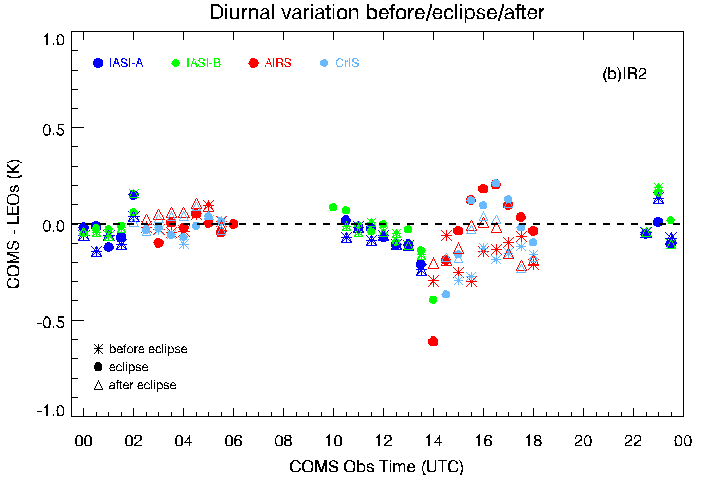 Diurnal variation before/eclipse/after
1.0
IASI-A IASI-B AIRS CrIS
(b)IR2
0.5
COMS - LEOs (K)
0.0
-0.5
before eclipse
eclipse
after eclipse
-1.0
00 02 04 06 10 12 14 16 18 22 00
COMS Obs Time (UTC)